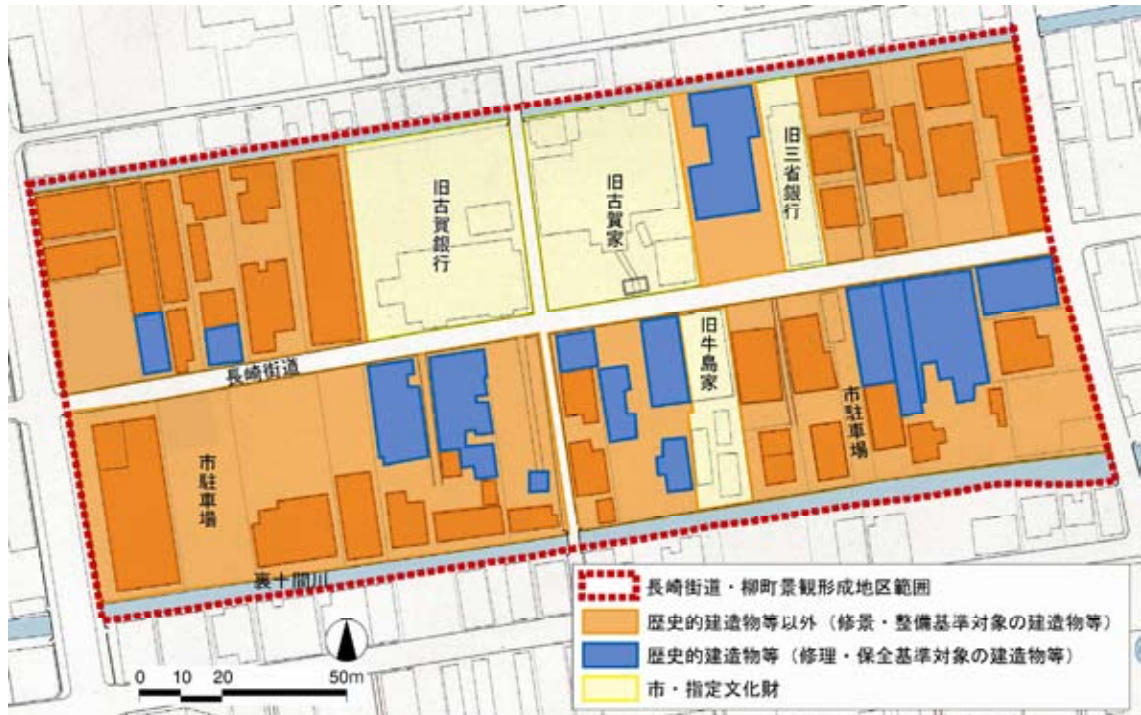 旧古賀銀行
旧古賀家
旧三省銀行
長崎街道
旧牛島家
市駐車場
市駐車場
裏十間川
0 10 20 50m
長崎街道・柳町景観形成地区範囲
歴史的建造物等以外（修景・整備基準対象の建造物等）
歴史的建造物等（修理・保全基準対象の建造物等）
市・指定文化財